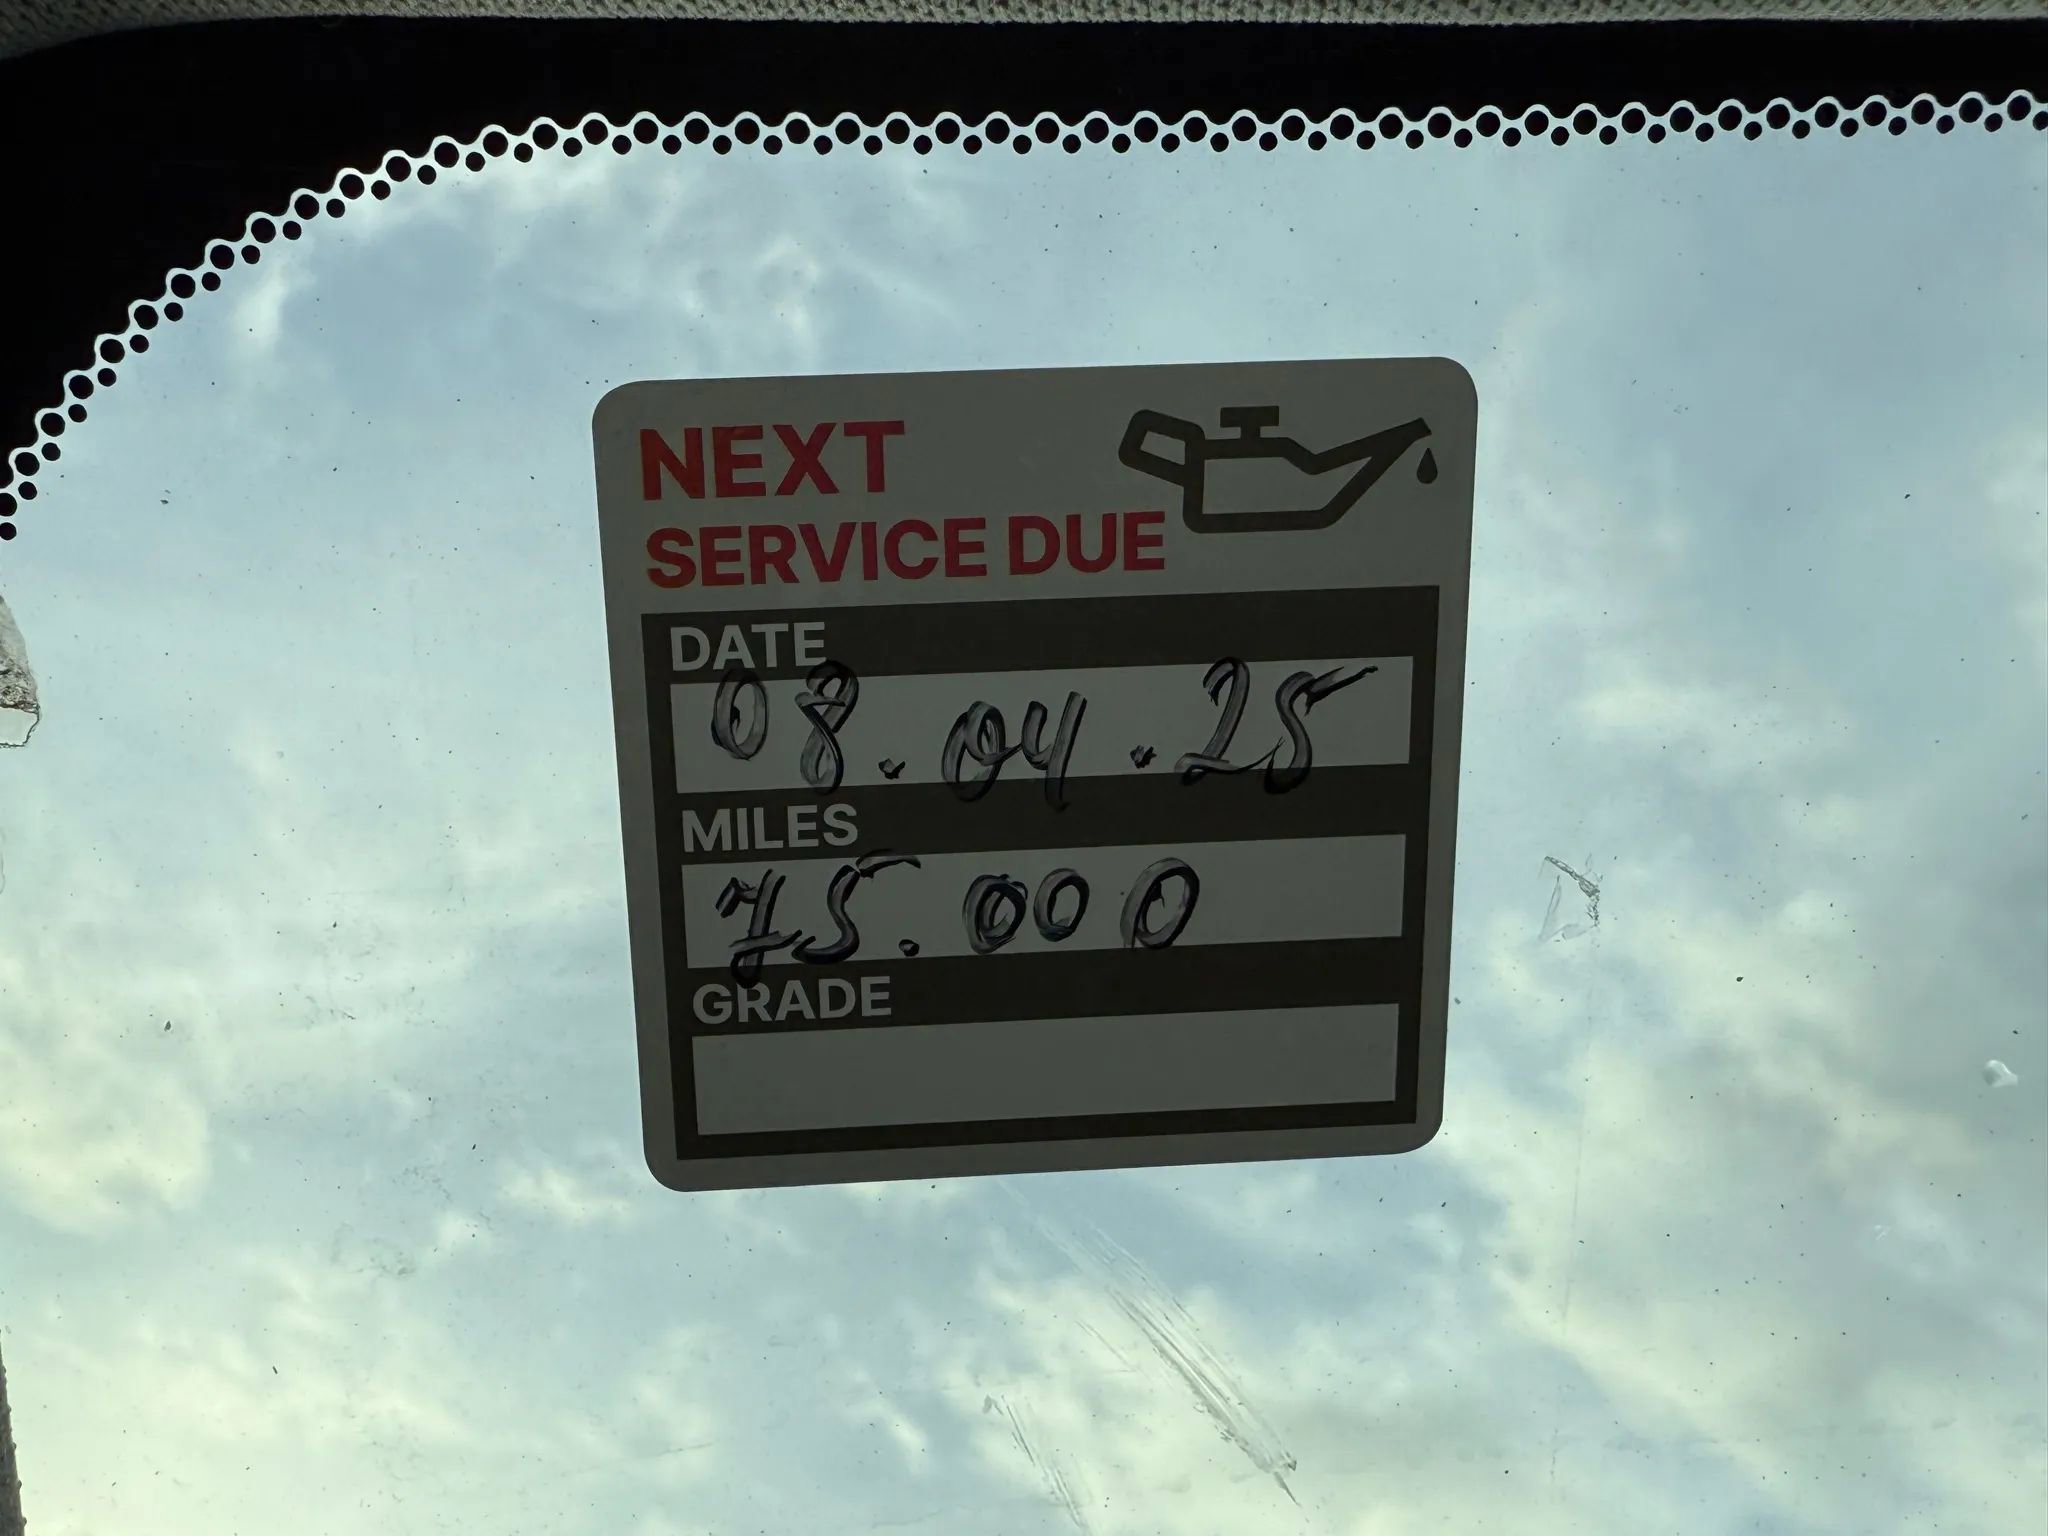 NEXT
SERVICE DUE
DATE
08.04.25
MILES
75.000
GRADE